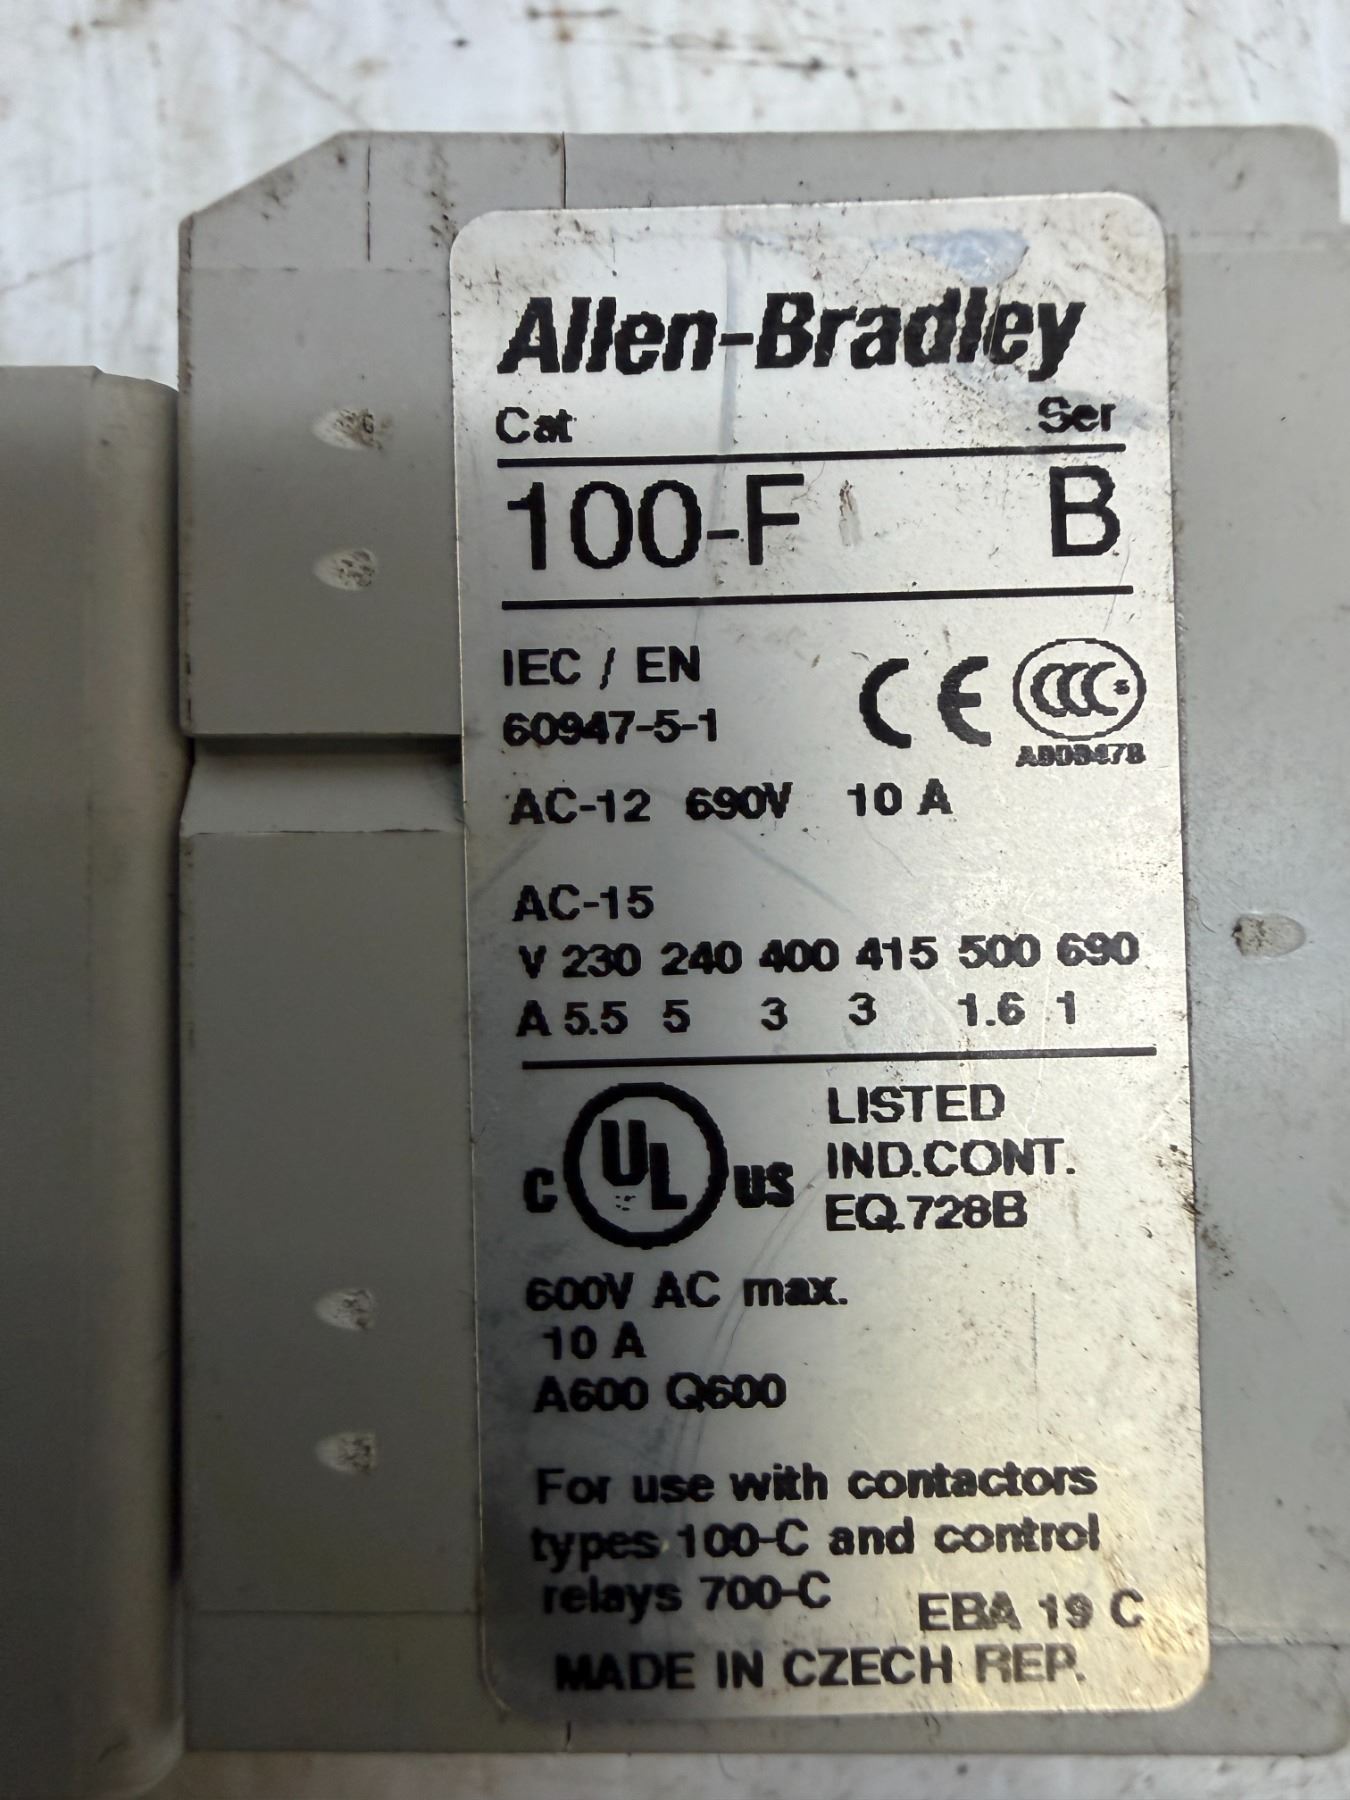 Allen-Bradley
Cat Ser
100-F B
IEC / EN
60947-5-1
CE CCC S
AC-12 690V 10 A
AC-15
V 230 240 400 415 500 690
A 5.5 5 3 3 1.6 1
C UL US
LISTED
IND.CONT.
EQ.728B
600V AC max.
10 A
A600 Q600
For use with contactors
types 100-C and control
relays 700-C
EBA 19 C
MADE IN CZECH REP.